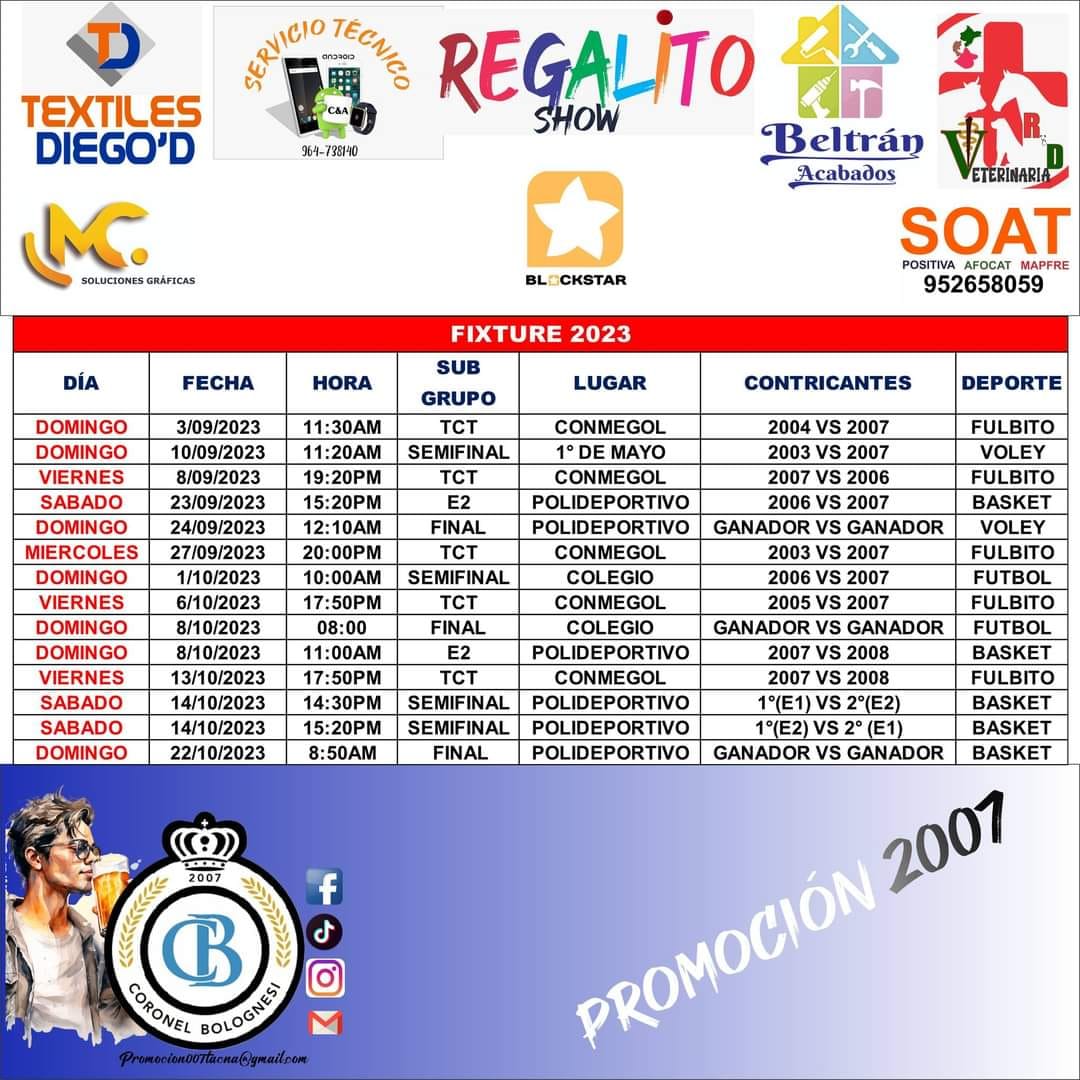 TD
TEXTILES
DIEGO'D
SERVICIO TÉCNICO
ANDROID
C&A
964-738140
REGALITO
SHOW
Beltrán
Acabados
R & D
VETERINARIA
MC.
SOLUCIONES GRÁFICAS
BLOCKSTAR
SOAT
POSITIVA AFOCAT MAPFRE
952658059
FIXTURE 2023
DÍA FECHA HORA SUB GRUPO LUGAR CONTRICANTES DEPORTE
DOMINGO 3/09/2023 11:30AM TCT CONMEGOL 2004 VS 2007 FULBITO
DOMINGO 10/09/2023 11:20AM SEMIFINAL 1° DE MAYO 2003 VS 2007 VOLEY
VIERNES 8/09/2023 19:20PM TCT CONMEGOL 2007 VS 2006 FULBITO
SABADO 23/09/2023 15:20PM E2 POLIDEPORTIVO 2006 VS 2007 BASKET
DOMINGO 24/09/2023 12:10AM FINAL POLIDEPORTIVO GANADOR VS GANADOR VOLEY
MIERCOLES 27/09/2023 20:00PM TCT CONMEGOL 2003 VS 2007 FULBITO
DOMINGO 1/10/2023 10:00AM SEMIFINAL COLEGIO 2006 VS 2007 FUTBOL
VIERNES 6/10/2023 17:50PM TCT CONMEGOL 2005 VS 2007 FULBITO
DOMINGO 8/10/2023 08:00 FINAL COLEGIO GANADOR VS GANADOR FUTBOL
DOMINGO 8/10/2023 11:00AM E2 POLIDEPORTIVO 2007 VS 2008 BASKET
VIERNES 13/10/2023 17:50PM TCT CONMEGOL 2007 VS 2008 FULBITO
SABADO 14/10/2023 14:30PM SEMIFINAL POLIDEPORTIVO 1°(E1) VS 2°(E2) BASKET
SABADO 14/10/2023 15:20PM SEMIFINAL POLIDEPORTIVO 1°(E2) VS 2° (E1) BASKET
DOMINGO 22/10/2023 8:50AM FINAL POLIDEPORTIVO GANADOR VS GANADOR BASKET
2007
CB
CORONEL BOLOGNESI
Promocion007tacna@gmail.com
PROMOCIÓN 2007